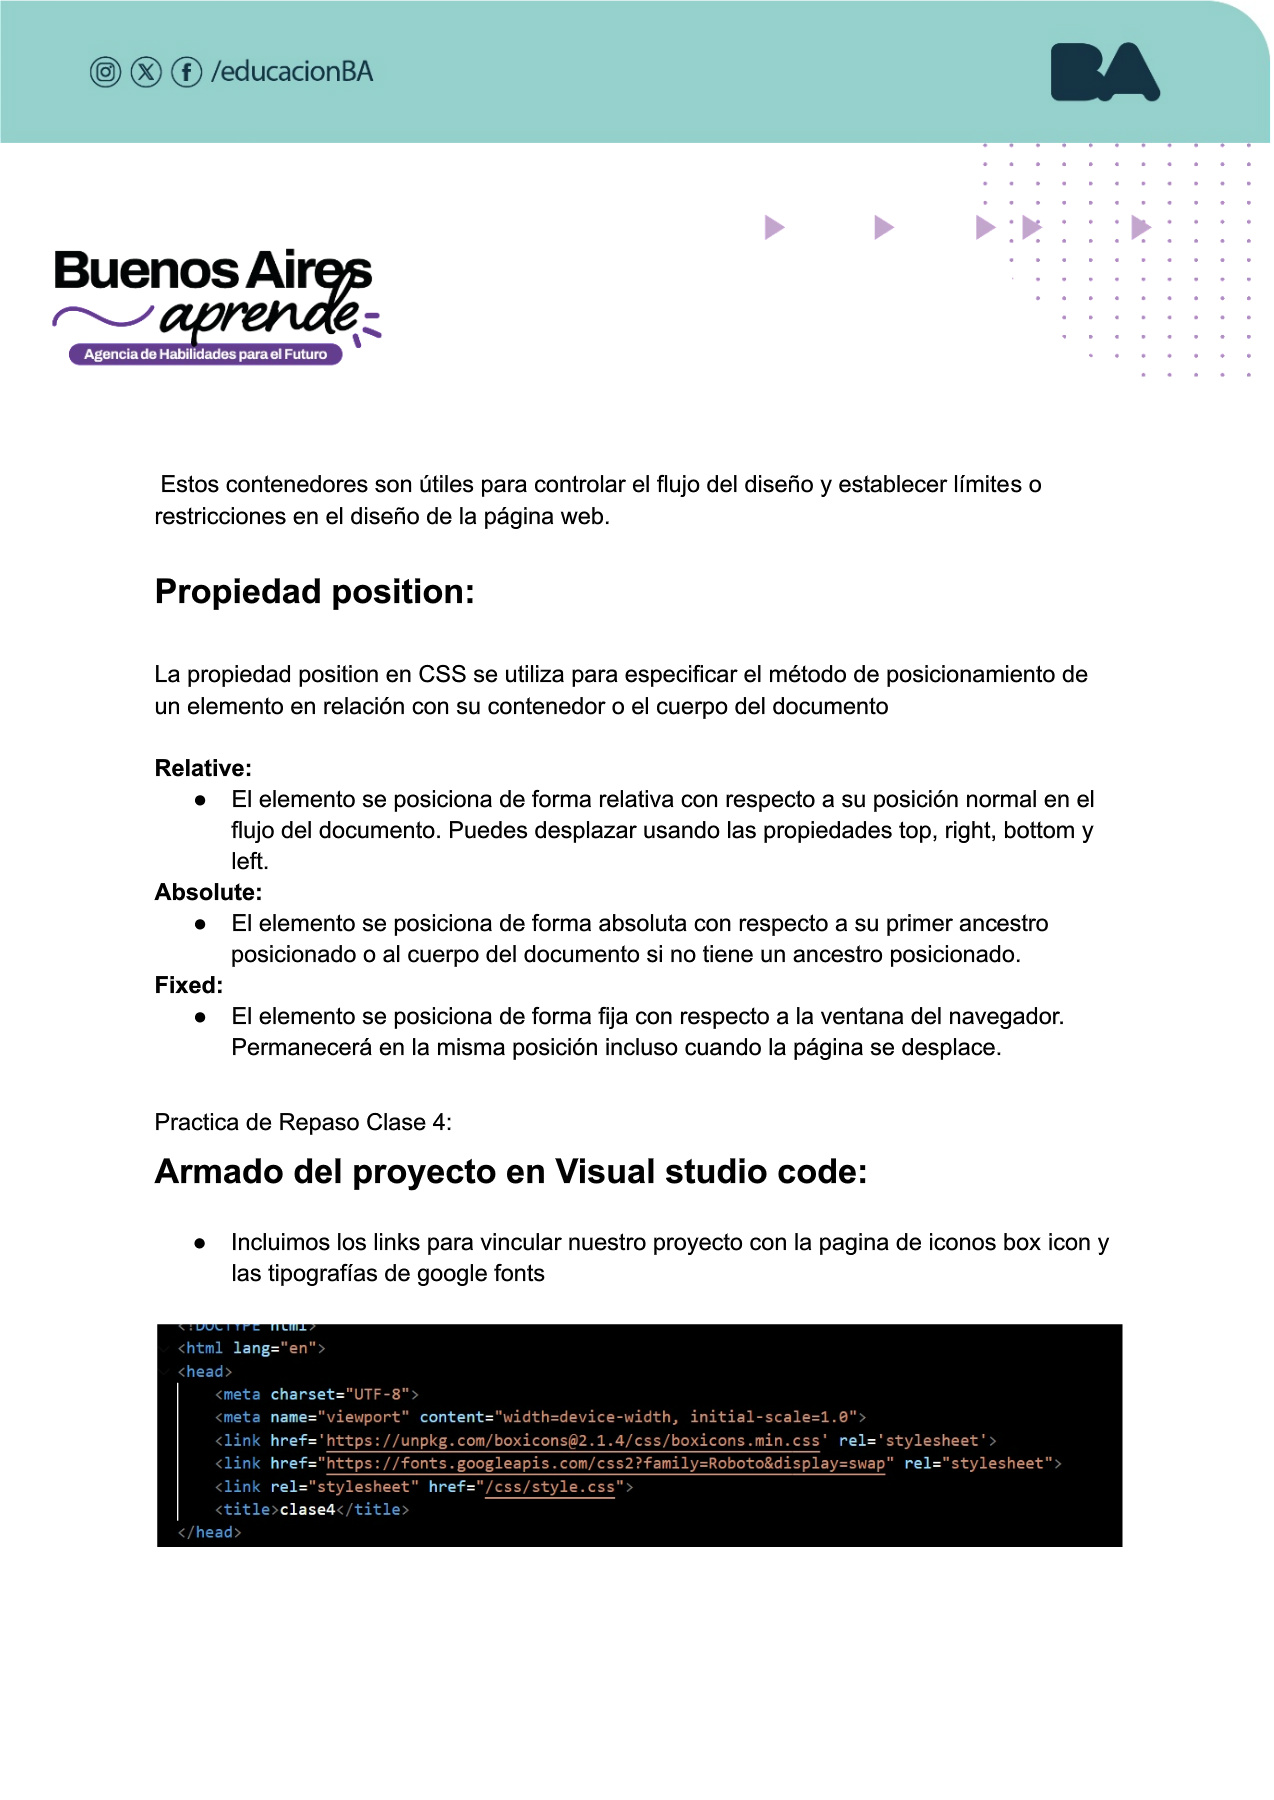 /educacionBA
BA
Buenos Aires
aprende
Agencia de Habilidades para el Futuro
Estos contenedores son útiles para controlar el flujo del diseño y establecer límites o
restricciones en el diseño de la página web.
Propiedad position:
La propiedad position en CSS se utiliza para especificar el método de posicionamiento de
un elemento en relación con su contenedor o el cuerpo del documento
Relative:
● El elemento se posiciona de forma relativa con respecto a su posición normal en el
flujo del documento. Puedes desplazar usando las propiedades top, right, bottom y
left.
Absolute:
● El elemento se posiciona de forma absoluta con respecto a su primer ancestro
posicionado o al cuerpo del documento si no tiene un ancestro posicionado.
Fixed:
● El elemento se posiciona de forma fija con respecto a la ventana del navegador.
Permanecerá en la misma posición incluso cuando la página se desplace.
Practica de Repaso Clase 4:
Armado del proyecto en Visual studio code:
● Incluimos los links para vincular nuestro proyecto con la pagina de iconos box icon y
las tipografías de google fonts
<!DOCTYPE html>
<html lang="en">
<head>
<meta charset="UTF-8">
<meta name="viewport" content="width=device-width, initial-scale=1.0">
<link href='https://unpkg.com/boxicons@2.1.4/css/boxicons.min.css' rel='stylesheet'>
<link href="https://fonts.googleapis.com/css2?family=Roboto&display=swap" rel="stylesheet">
<link rel="stylesheet" href="/css/style.css">
<title>clase4</title>
</head>